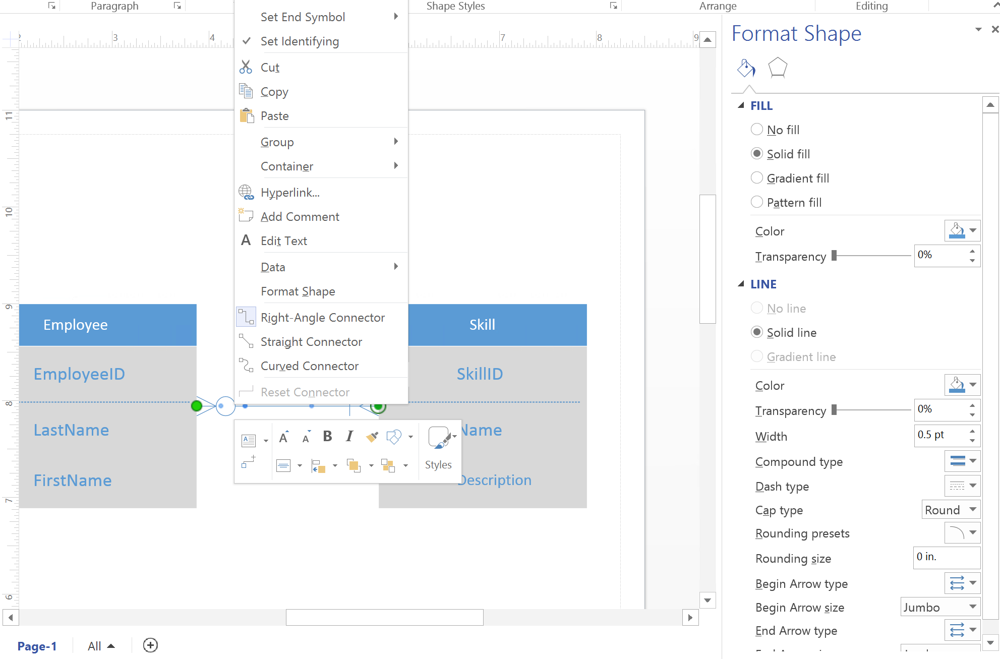 Paragraph
Shape Styles
Arrange
Editing
3
4
7
8
9
11
10
9
8
7
6
Set End Symbol
Set Identifying
Cut
Copy
Paste
Group
Container
Hyperlink...
Add Comment
A Edit Text
Data
Format Shape
Right-Angle Connector
Straight Connector
Curved Connector
Reset Connector
Employee
EmployeeID
LastName
FirstName
Skill
SkillID
Name
Description
A A B I
A
Styles
Page-1
All
Format Shape
FILL
No fill
Solid fill
Gradient fill
Pattern fill
Color
Transparency 0%
LINE
No line
Solid line
Gradient line
Color
Transparency 0%
Width 0.5 pt
Compound type
Dash type
Cap type Round
Rounding presets
Rounding size 0 in.
Begin Arrow type
Begin Arrow size Jumbo
End Arrow type